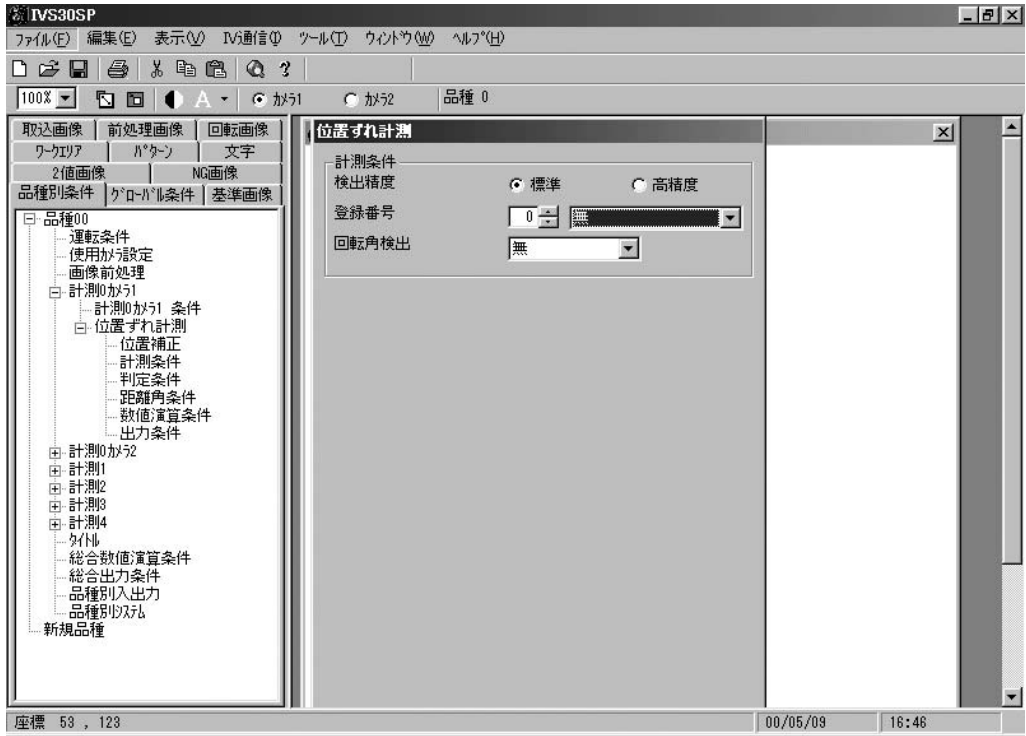 IVS30SP
ﾌｧｲﾙ(F) 編集(E) 表示(V) IV通信(I) ﾂｰﾙ(T) ｳｨﾝﾄﾞｳ(W) ﾍﾙﾌﾟ(H)
100% A ｶﾒﾗ1 ｶﾒﾗ2 品種 0
取込画像 前処理画像 回転画像
ﾜｰｸｴﾘｱ ﾊﾟﾀｰﾝ 文字
2値画像 NG画像
品種別条件 ｸﾞﾛｰﾊﾞﾙ条件 基準画像
品種00
運転条件
使用ｶﾒﾗ設定
画像前処理
計測0ｶﾒﾗ1
計測0ｶﾒﾗ1 条件
位置ずれ計測
位置補正
計測条件
判定条件
距離角条件
数値演算条件
出力条件
計測0ｶﾒﾗ2
計測1
計測2
計測3
計測4
ﾀｲﾄﾙ
総合数値演算条件
総合出力条件
品種別入出力
品種別ｼｽﾃﾑ
新規品種
位置ずれ計測
計測条件
検出精度 標準 高精度
登録番号 0 無
回転角検出 無
座標 53 , 123 00/05/09 16:46